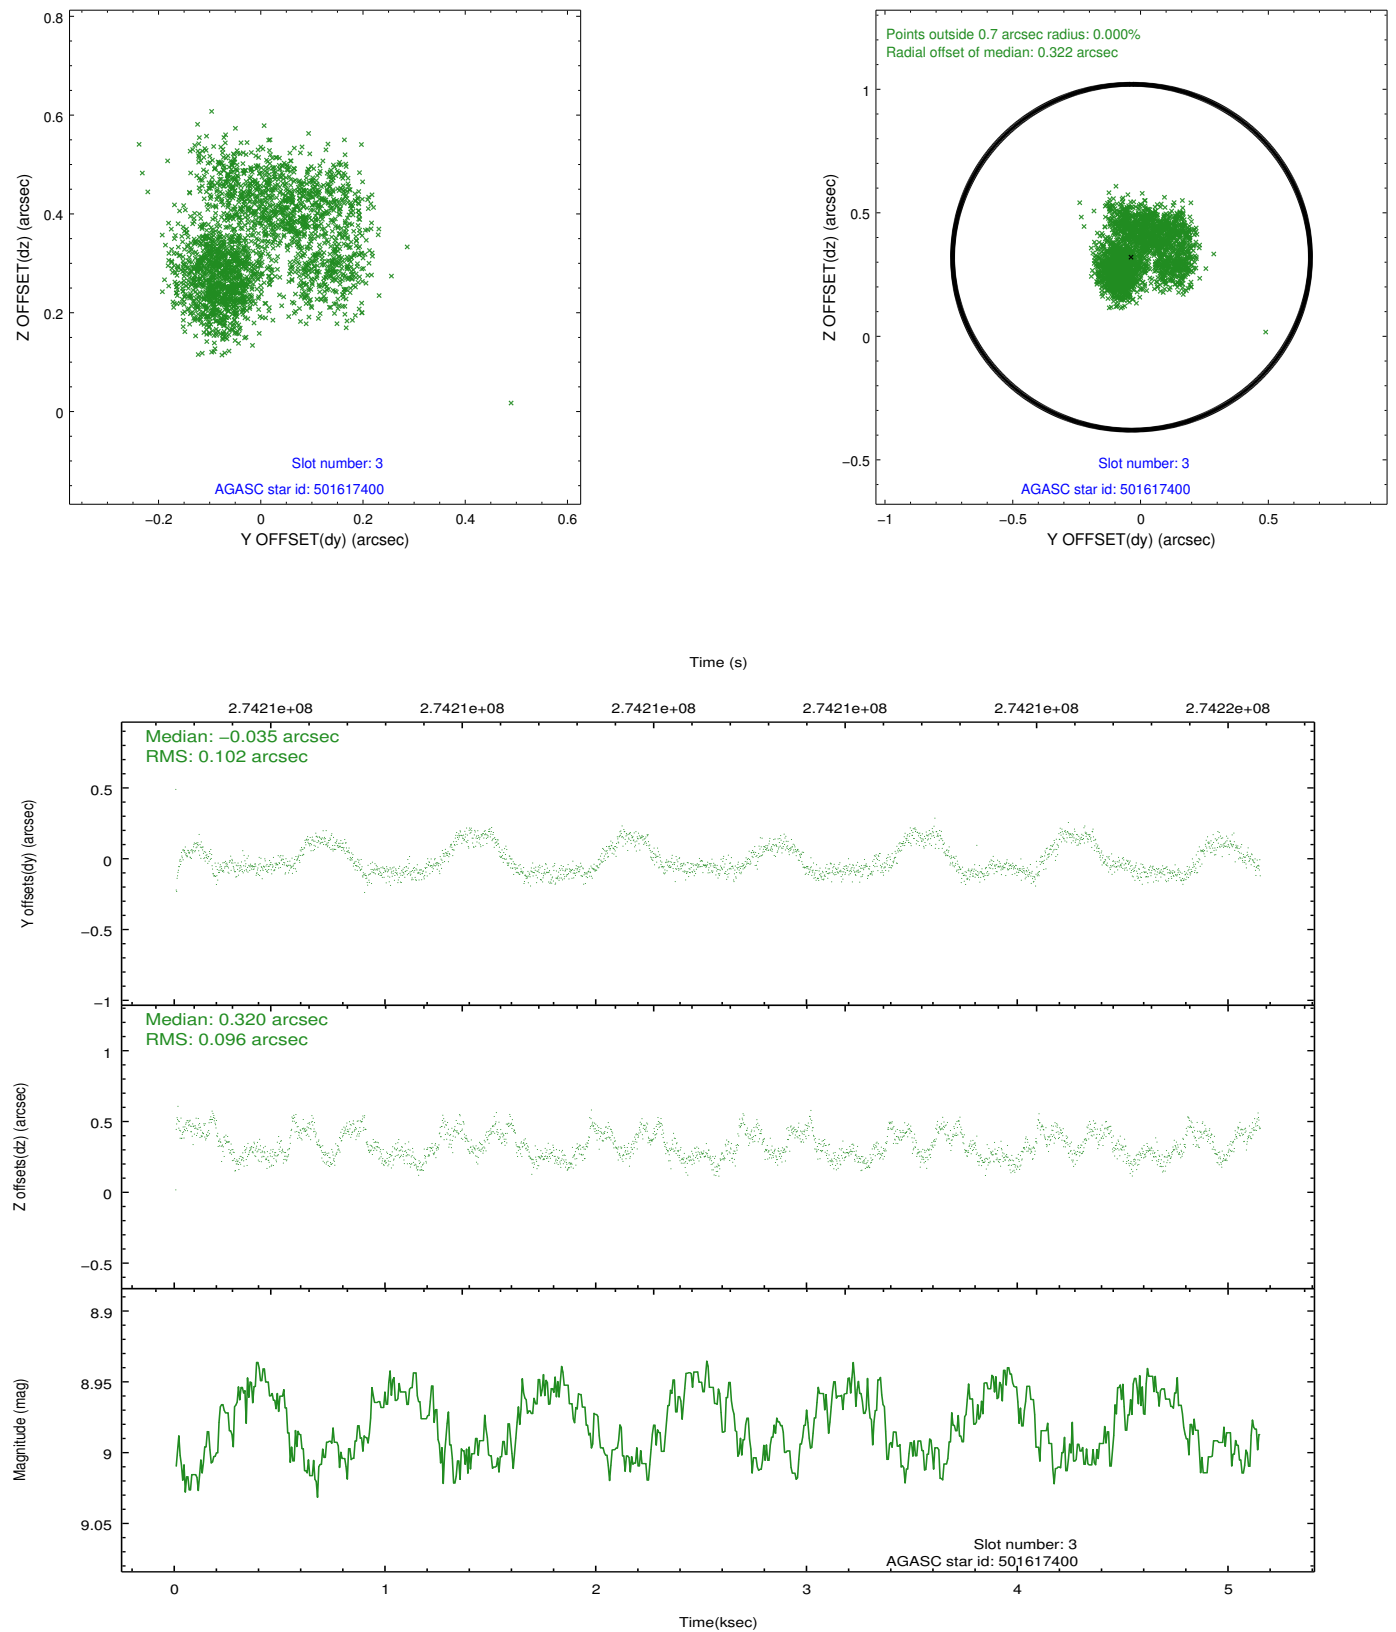 0.8
0.6
0.4
0.2
0
Z OFFSET(dz) (arcsec)
Slot number: 3
AGASC star id: 501617400
−0.2 0 0.2 0.4 0.6
Y OFFSET(dy) (arcsec)
Points outside 0.7 arcsec radius: 0.000%
Radial offset of median: 0.322 arcsec
1
0.5
0
−0.5
Z OFFSET(dz) (arcsec)
Slot number: 3
AGASC star id: 501617400
−1 −0.5 0 0.5
Y OFFSET(dy) (arcsec)
Time (s)
2.7421e+08 2.7421e+08 2.7421e+08 2.7421e+08 2.7421e+08 2.7422e+08
Median: −0.035 arcsec
RMS: 0.102 arcsec
0.5
0
−0.5
−1
Y offsets(dy) (arcsec)
Median: 0.320 arcsec
RMS: 0.096 arcsec
1
0.5
0
−0.5
Z offsets(dz) (arcsec)
8.9
8.95
9
9.05
Magnitude (mag)
Slot number: 3
AGASC star id: 501617400
0 1 2 3 4 5
Time(ksec)